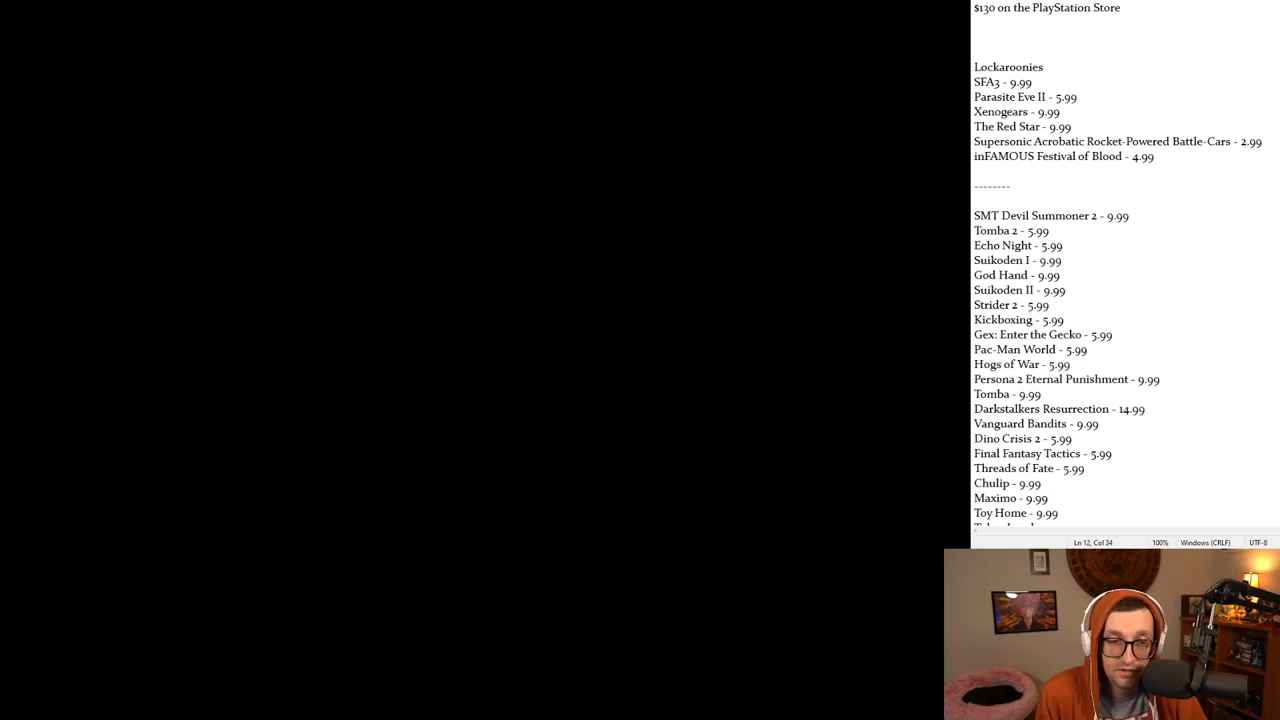 $130 on the PlayStation Store
Lockaroonies
SFA3 - 9.99
Parasite Eve II - 5.99
Xenogears - 9.99
The Red Star - 9.99
Supersonic Acrobatic Rocket-Powered Battle-Cars - 2.99
inFAMOUS Festival of Blood - 4.99
--------
SMT Devil Summoner 2 - 9.99
Tomba 2 - 5.99
Echo Night - 5.99
Suikoden I - 9.99
God Hand - 9.99
Suikoden II - 9.99
Strider 2 - 5.99
Kickboxing - 5.99
Gex: Enter the Gecko - 5.99
Pac-Man World - 5.99
Hogs of War - 5.99
Persona 2 Eternal Punishment - 9.99
Tomba - 9.99
Darkstalkers Resurrection - 14.99
Vanguard Bandits - 9.99
Dino Crisis 2 - 5.99
Final Fantasy Tactics - 5.99
Threads of Fate - 5.99
Chulip - 9.99
Maximo - 9.99
Toy Home - 9.99
Ln 12, Col 34 100% Windows (CRLF) UTF-8